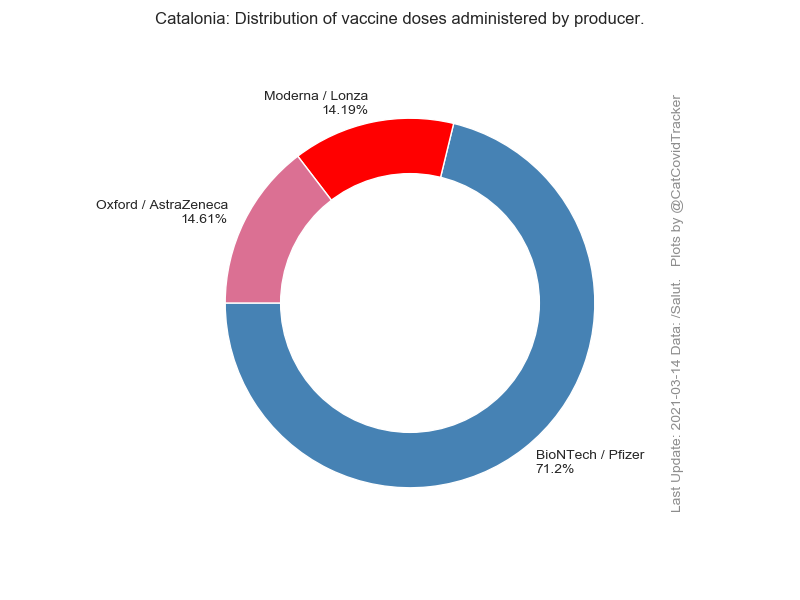 Catalonia: Distribution of vaccine doses administered by producer.
Moderna / Lonza
14.19%
Oxford / AstraZeneca
14.61%
BioNTech / Pfizer
71.2%
Last Update: 2021-03-14 Data: /Salut.   Plots by @CatCovidTracker